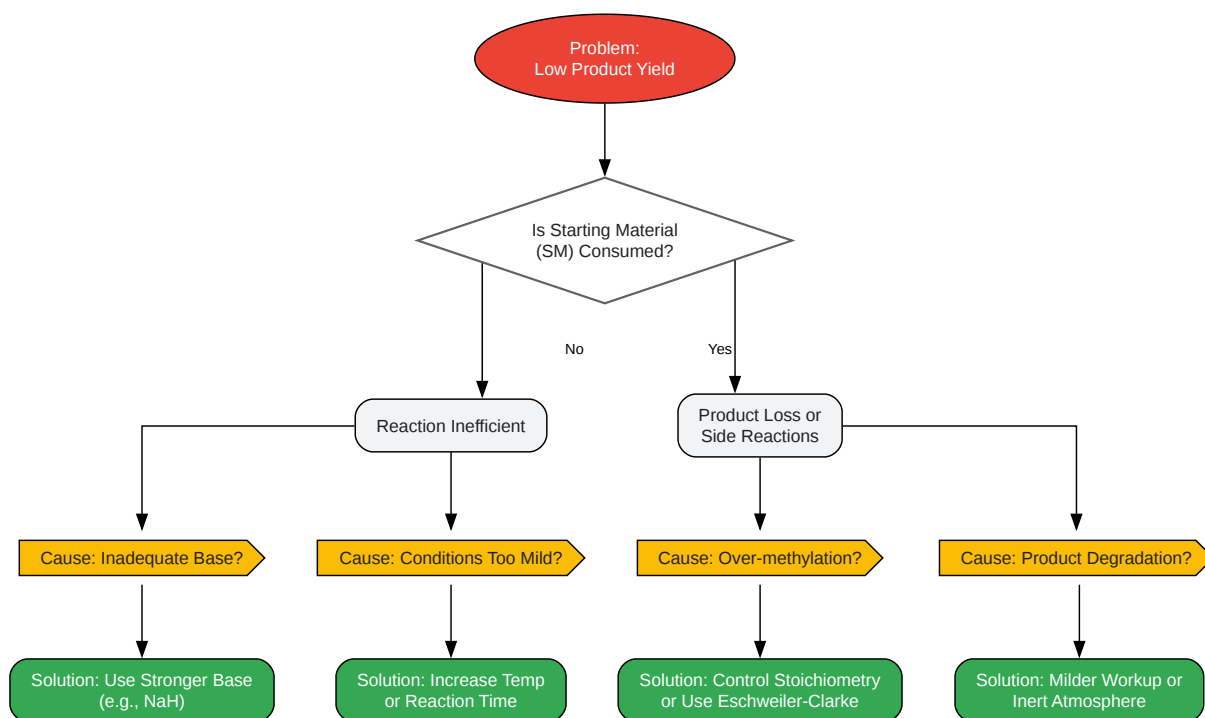 Problem:
Low Product Yield
Is Starting Material
(SM) Consumed?
No
Yes
Reaction Inefficient
Product Loss or
Side Reactions
Cause: Inadequate Base?
Cause: Conditions Too Mild?
Cause: Over-methylation?
Cause: Product Degradation?
Solution: Use Stronger Base
(e.g., NaH)
Solution: Increase Temp
or Reaction Time
Solution: Control Stoichiometry
or Use Eschweiler-Clarke
Solution: Milder Workup or
Inert Atmosphere